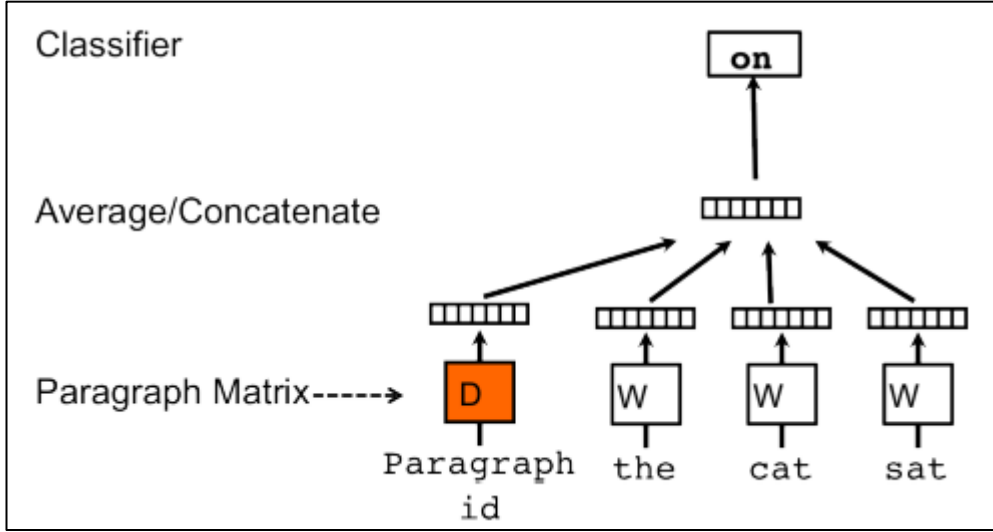 Classifier
on
Average/Concatenate
Paragraph Matrix
D
W
W
W
Paragraph
id
the
cat
sat